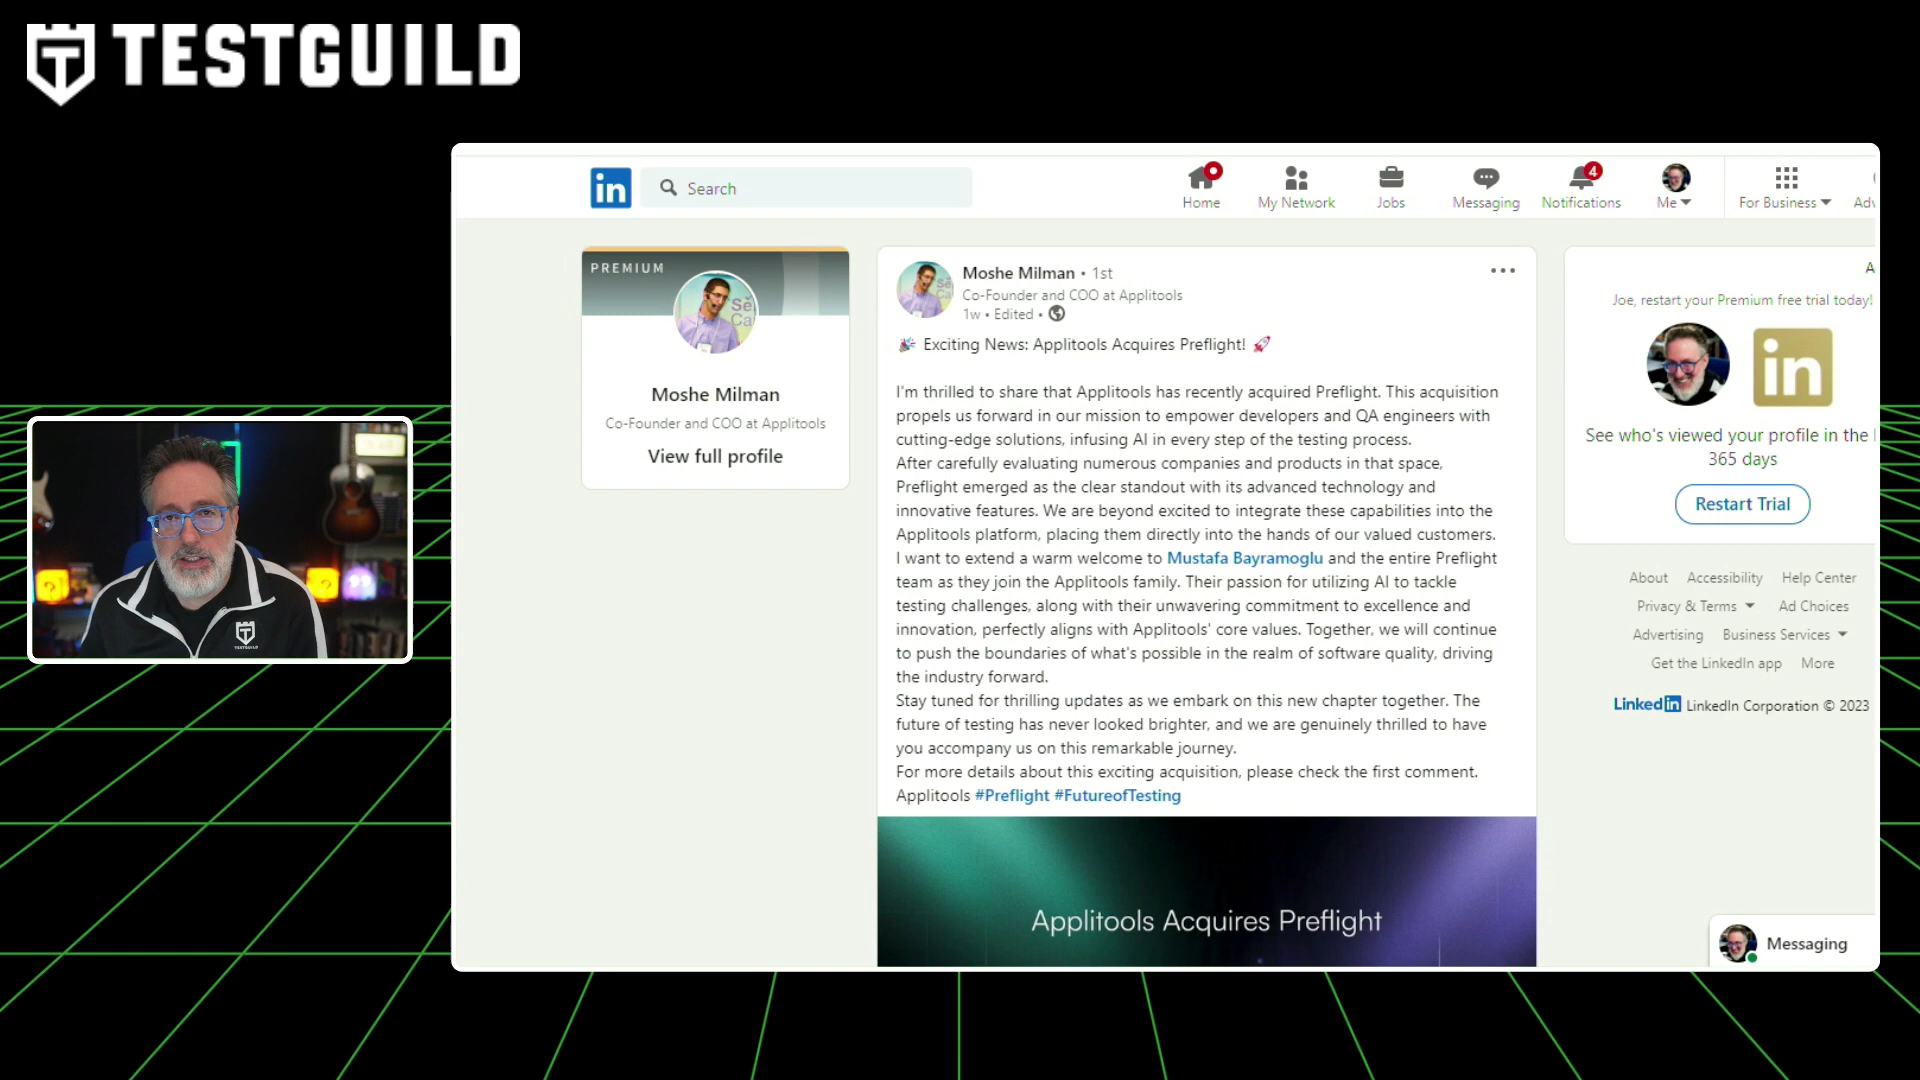 TESTGUILD
in Search
Home
My Network
Jobs
Messaging
4
Notifications
Me
For Business
PREMIUM
Moshe Milman
Co-Founder and COO at Applitools
View full profile
Moshe Milman • 1st
Co-Founder and COO at Applitools
1w • Edited •
🎉 Exciting News: Applitools Acquires Preflight! 🚀
I'm thrilled to share that Applitools has recently acquired Preflight. This acquisition
propels us forward in our mission to empower developers and QA engineers with
cutting-edge solutions, infusing AI in every step of the testing process.
After carefully evaluating numerous companies and products in that space,
Preflight emerged as the clear standout with its advanced technology and
innovative features. We are beyond excited to integrate these capabilities into the
Applitools platform, placing them directly into the hands of our valued customers.
I want to extend a warm welcome to Mustafa Bayramoglu and the entire Preflight
team as they join the Applitools family. Their passion for utilizing AI to tackle
testing challenges, along with their unwavering commitment to excellence and
innovation, perfectly aligns with Applitools' core values. Together, we will continue
to push the boundaries of what's possible in the realm of software quality, driving
the industry forward.
Stay tuned for thrilling updates as we embark on this new chapter together. The
future of testing has never looked brighter, and we are genuinely thrilled to have
you accompany us on this remarkable journey.
For more details about this exciting acquisition, please check the first comment.
Applitools #Preflight #FutureofTesting
Applitools Acquires Preflight
Joe, restart your Premium free trial today!
in
See who's viewed your profile in the
365 days
Restart Trial
About Accessibility Help Center
Privacy & Terms Ad Choices
Advertising Business Services
Get the LinkedIn app More
LinkedIn LinkedIn Corporation © 2023
Messaging
TESTGUILD